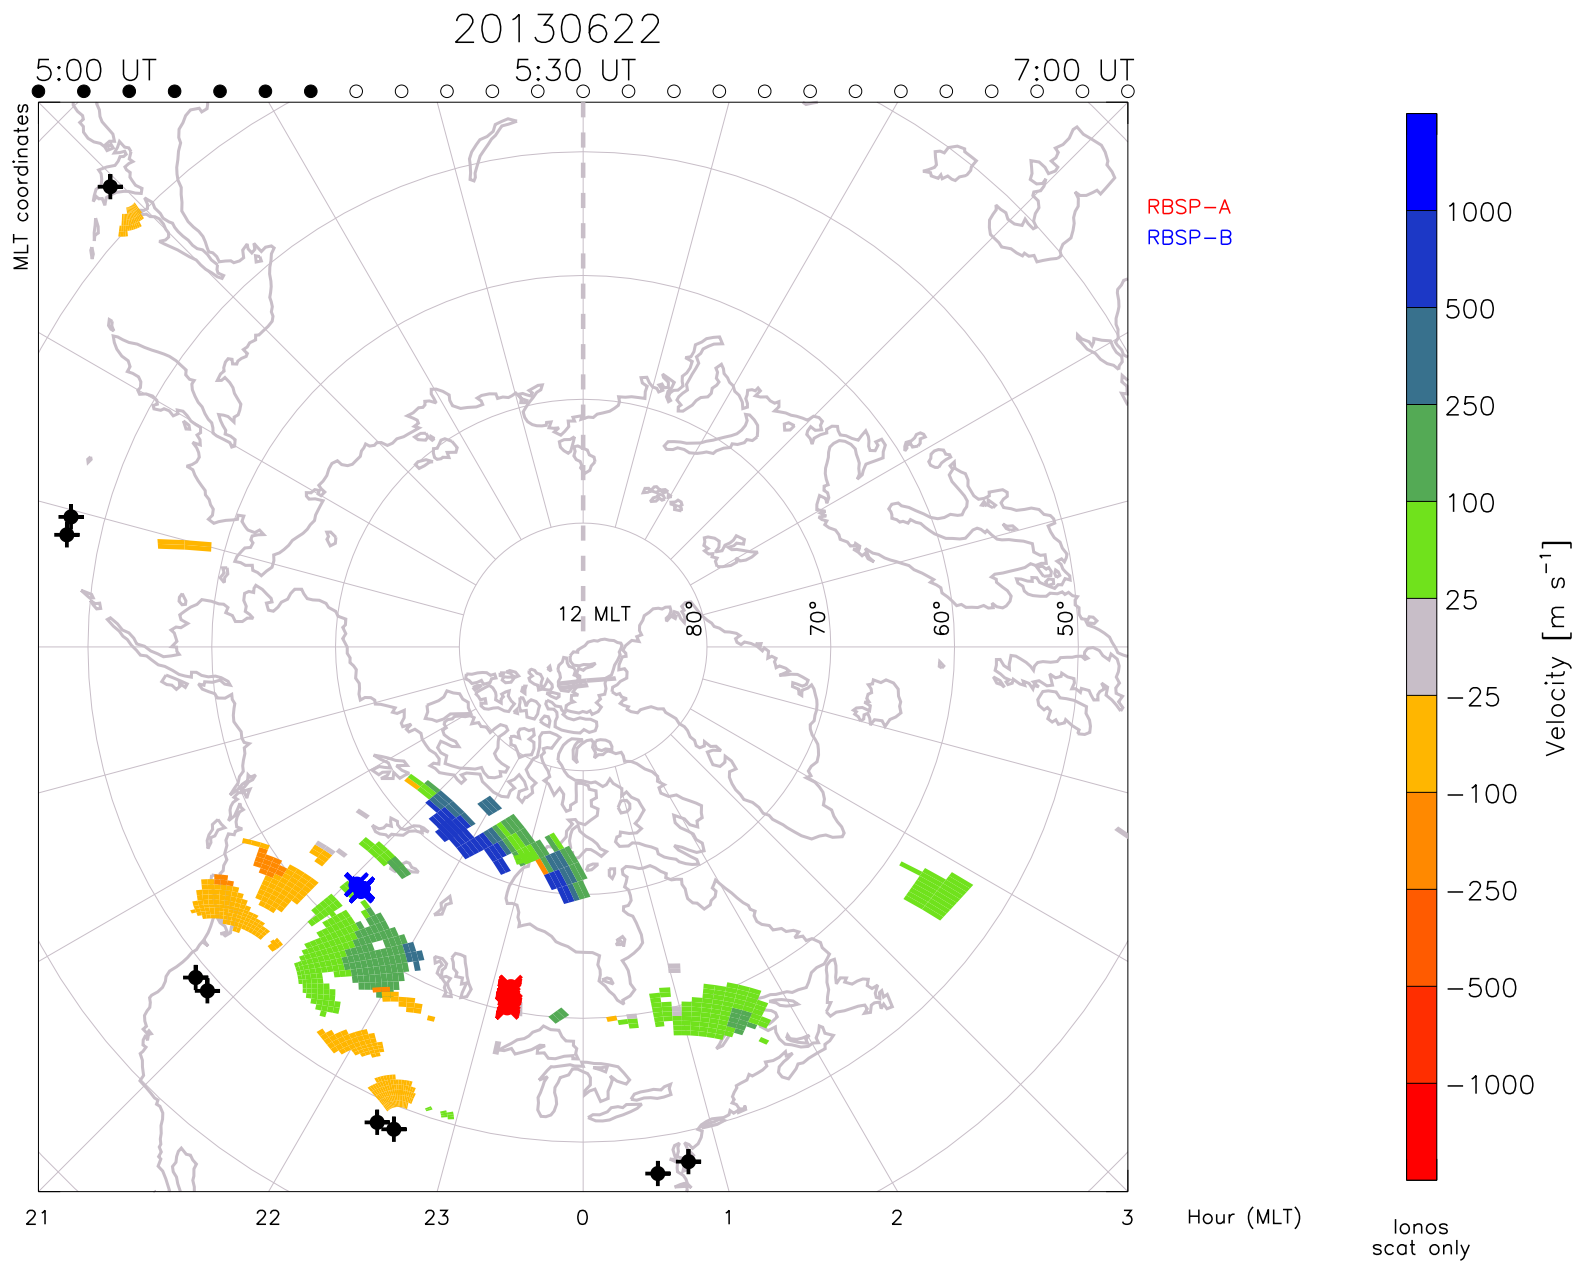 20130622
5:00 UT 5:30 UT 7:00 UT
MLT coordinates
RBSP-A
RBSP-B
12 MLT
80°
70°
60°
50°
21 22 23 0 1 2 3 Hour (MLT)
1000
500
250
100
25
-25
-100
-250
-500
-1000
Velocity [m s⁻¹]
Ionos
scat only